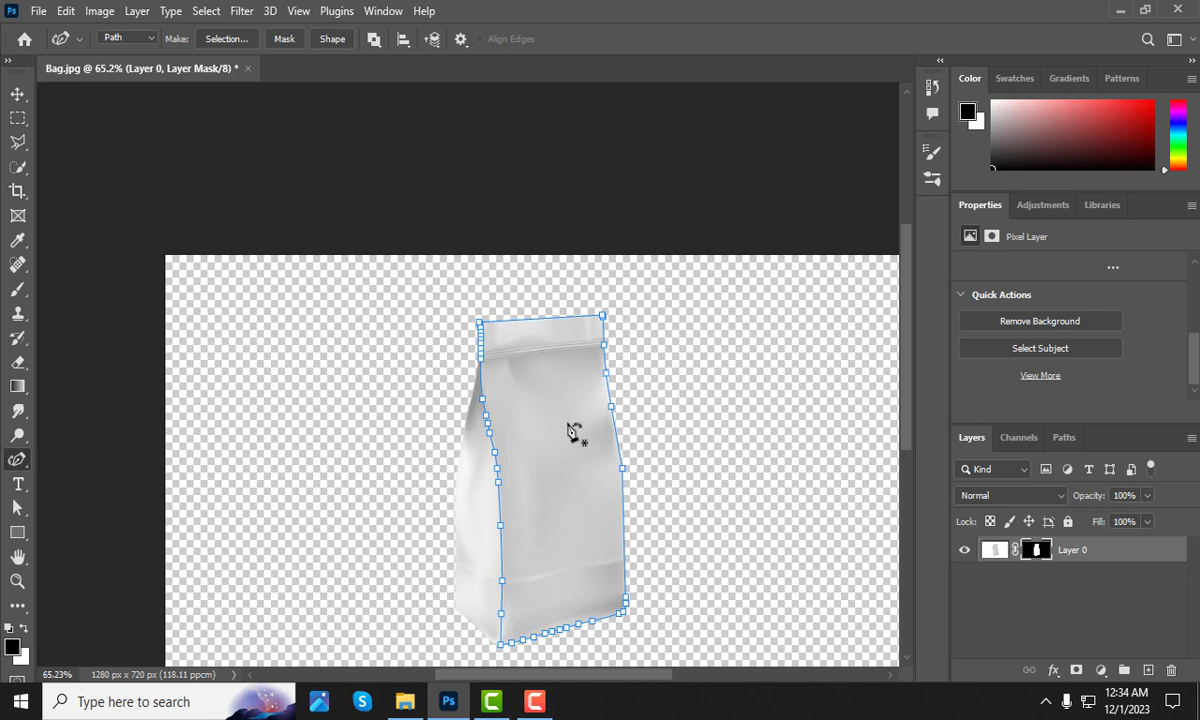 Ps File Edit Image Layer Type Select Filter 3D View Plugins Window Help
Path Make: Selection... Mask Shape Align Edges
Bag.jpg @ 65.2% (Layer 0, Layer Mask/8) * ×
Color Swatches Gradients Patterns
Properties Adjustments Libraries
Pixel Layer
Quick Actions
Remove Background
Select Subject
View More
Layers Channels Paths
Kind
Normal Opacity: 100%
Lock: Fill: 100%
Layer 0
65.23% 1280 px x 720 px (118.11 ppcm)
Type here to search
Ps
12:34 AM
12/1/2023